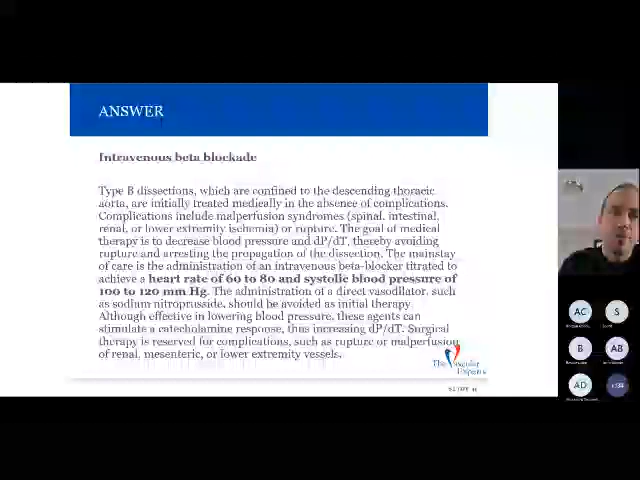 ANSWER
Intravenous beta blockade
Type B dissections, which are confined to the descending thoracic
aorta, are initially treated medically in the absence of complications.
Complications include malperfusion syndromes (spinal, intestinal,
renal, or lower extremity ischemia) or rupture. The goal of medical
therapy is to decrease blood pressure and dP/dT, thereby avoiding
rupture and arresting the propagation of the dissection. The mainstay
of care is the administration of an intravenous beta-blocker titrated to
achieve a heart rate of 60 to 80 and systolic blood pressure of
100 to 120 mm Hg. The administration of a direct vasodilator, such
as sodium nitroprusside, should be avoided as initial therapy.
Although effective in lowering blood pressure, these agents can
stimulate a catecholamine response, thus increasing dP/dT. Surgical
therapy is reserved for complications, such as rupture or malperfusion
of renal, mesenteric, or lower extremity vessels.
The Vascular
Experts
AC
S
B
AB
AD